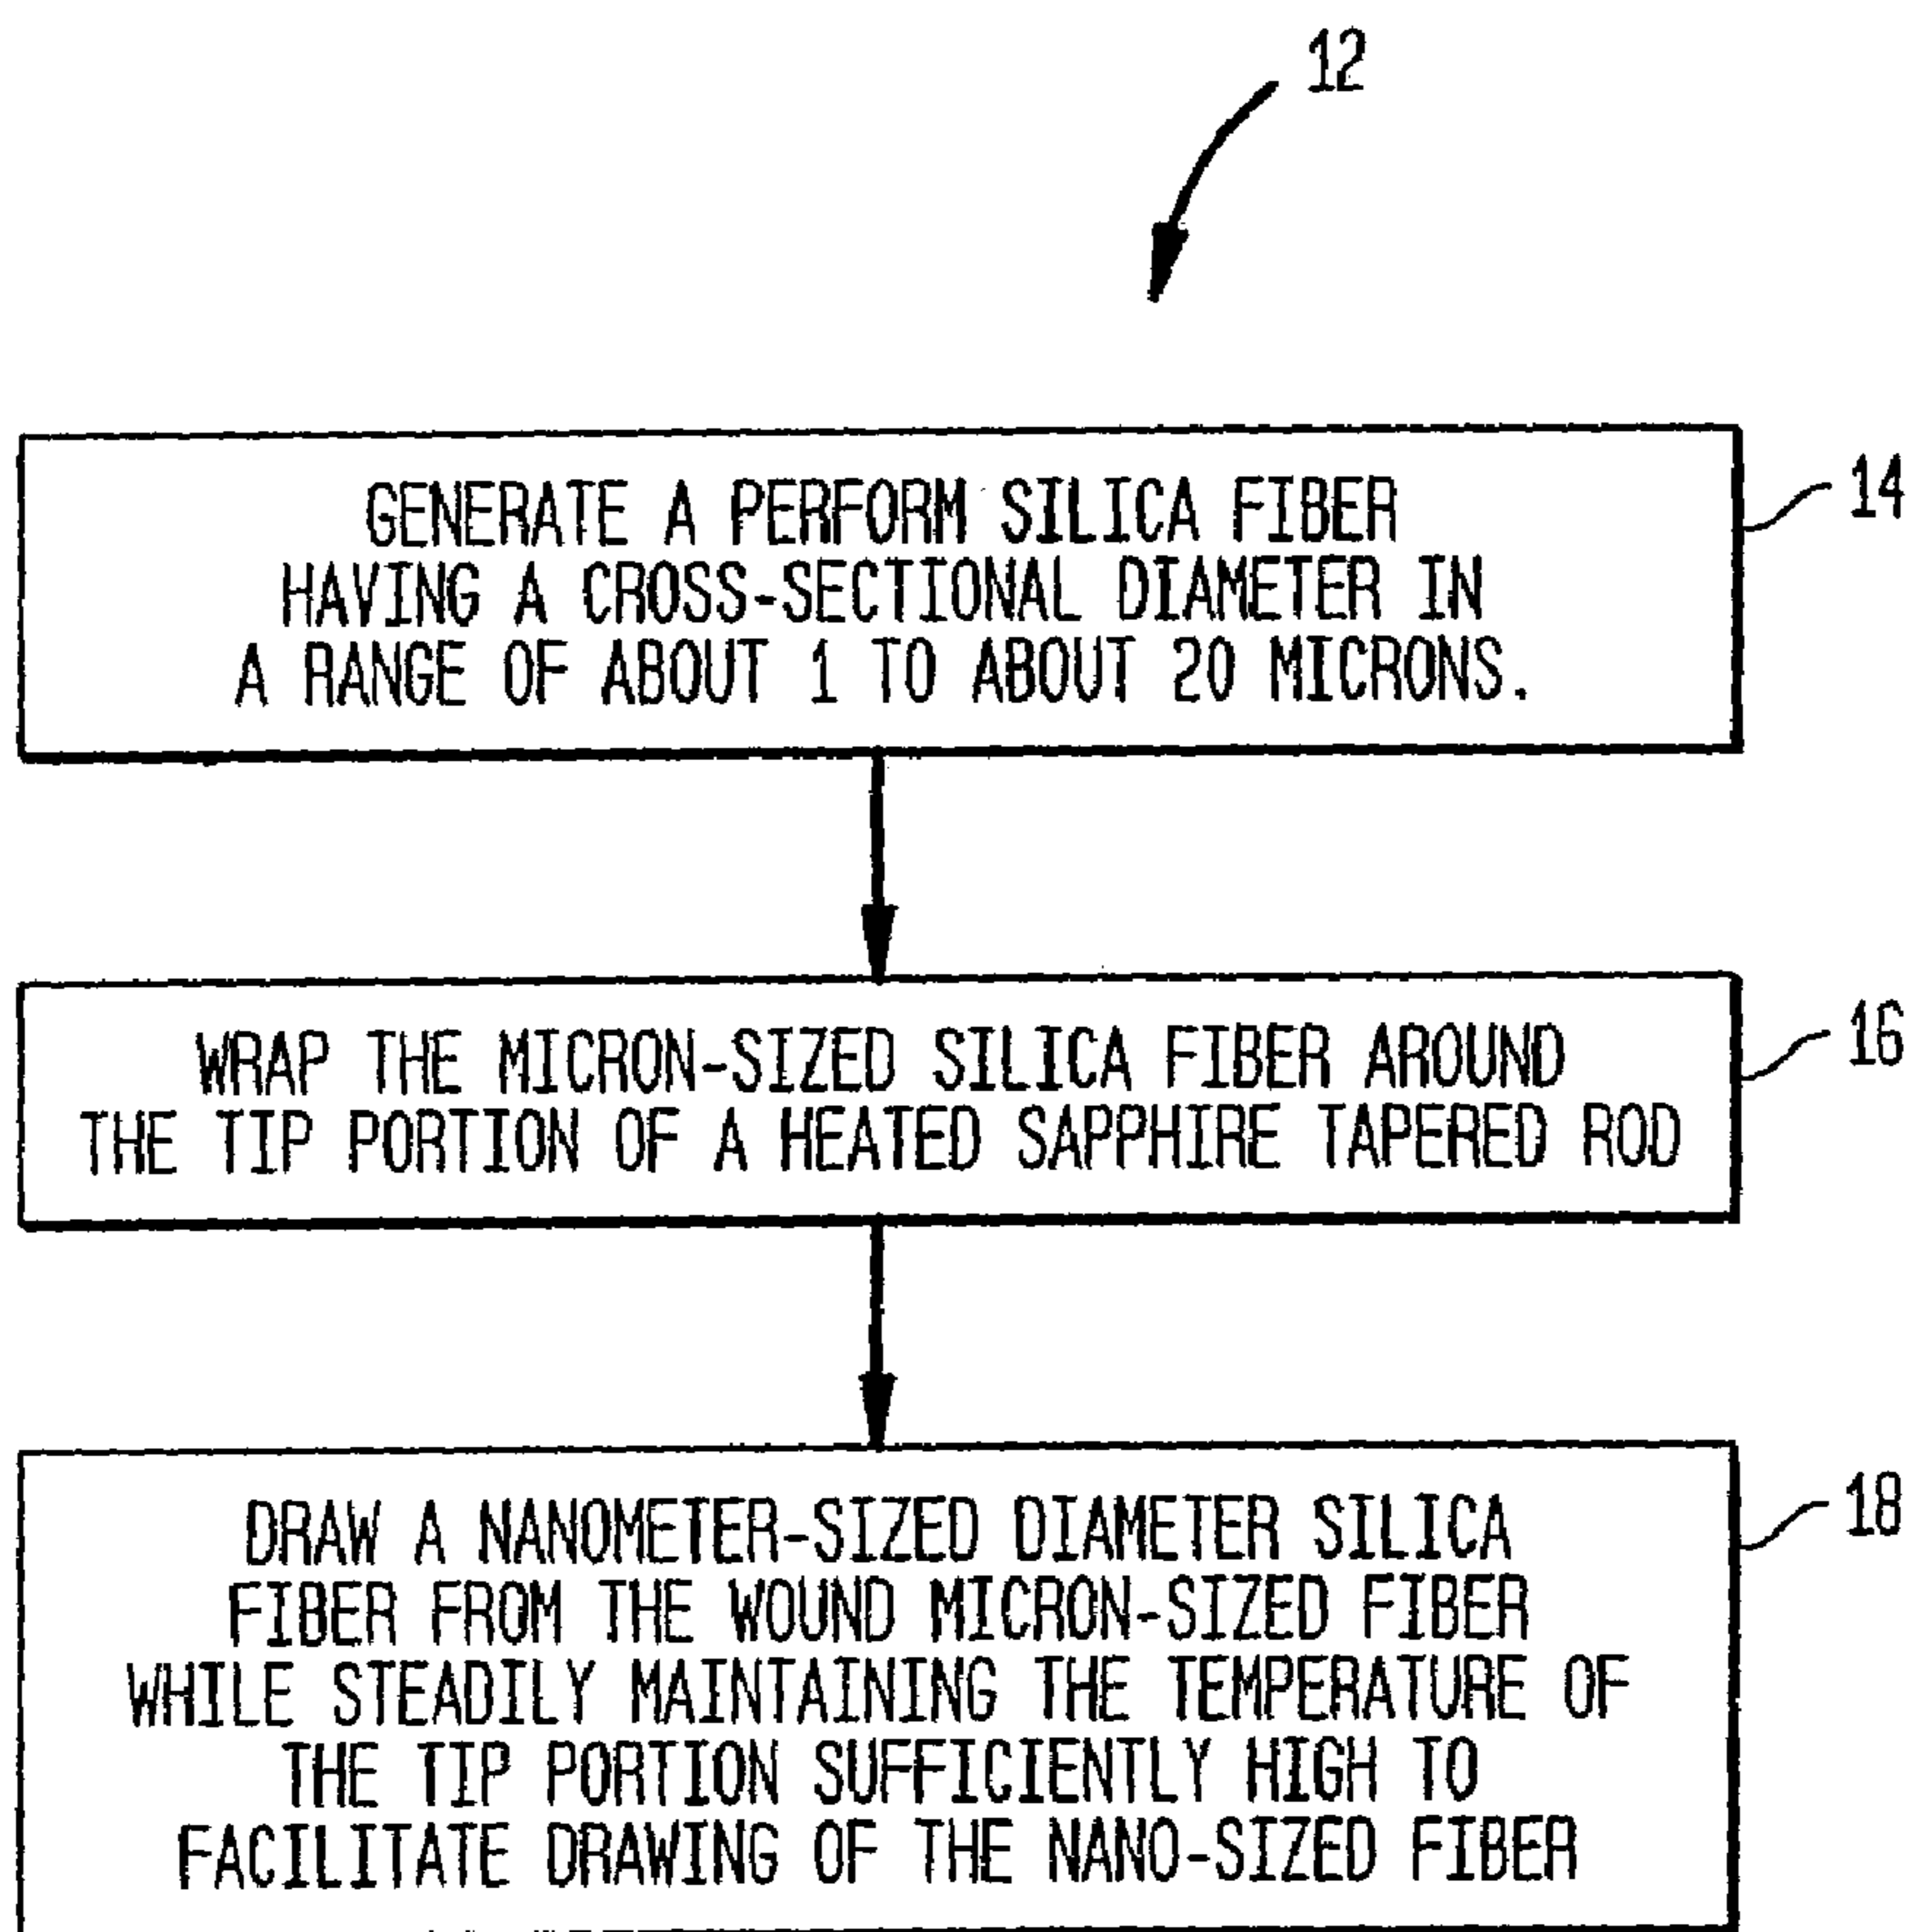 12
GENERATE A PERFORM SILICA FIBER
HAVING A CROSS-SECTIONAL DIAMETER IN
A RANGE OF ABOUT 1 TO ABOUT 20 MICRONS.
14
WRAP THE MICRON-SIZED SILICA FIBER AROUND
THE TIP PORTION OF A HEATED SAPPHIRE TAPERED ROD
16
DRAW A NANOMETER-SIZED DIAMETER SILICA
FIBER FROM THE WOUND MICRON-SIZED FIBER
WHILE STEADILY MAINTAINING THE TEMPERATURE OF
THE TIP PORTION SUFFICIENTLY HIGH TO
FACILITATE DRAWING OF THE NANO-SIZED FIBER
18